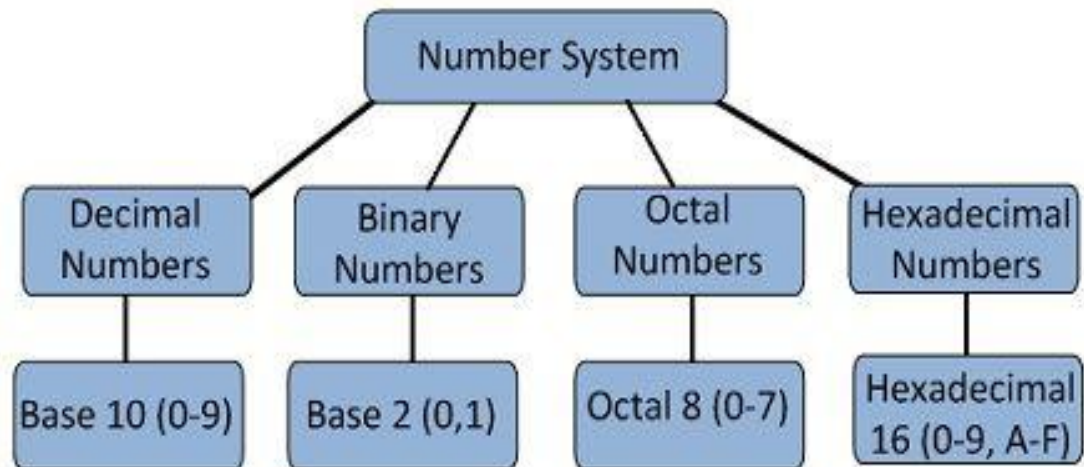 Number System
Decimal
Numbers
Binary
Numbers
Octal
Numbers
Hexadecimal
Numbers
Base 10 (0-9)
Base 2 (0,1)
Octal 8 (0-7)
Hexadecimal
16 (0-9, A-F)